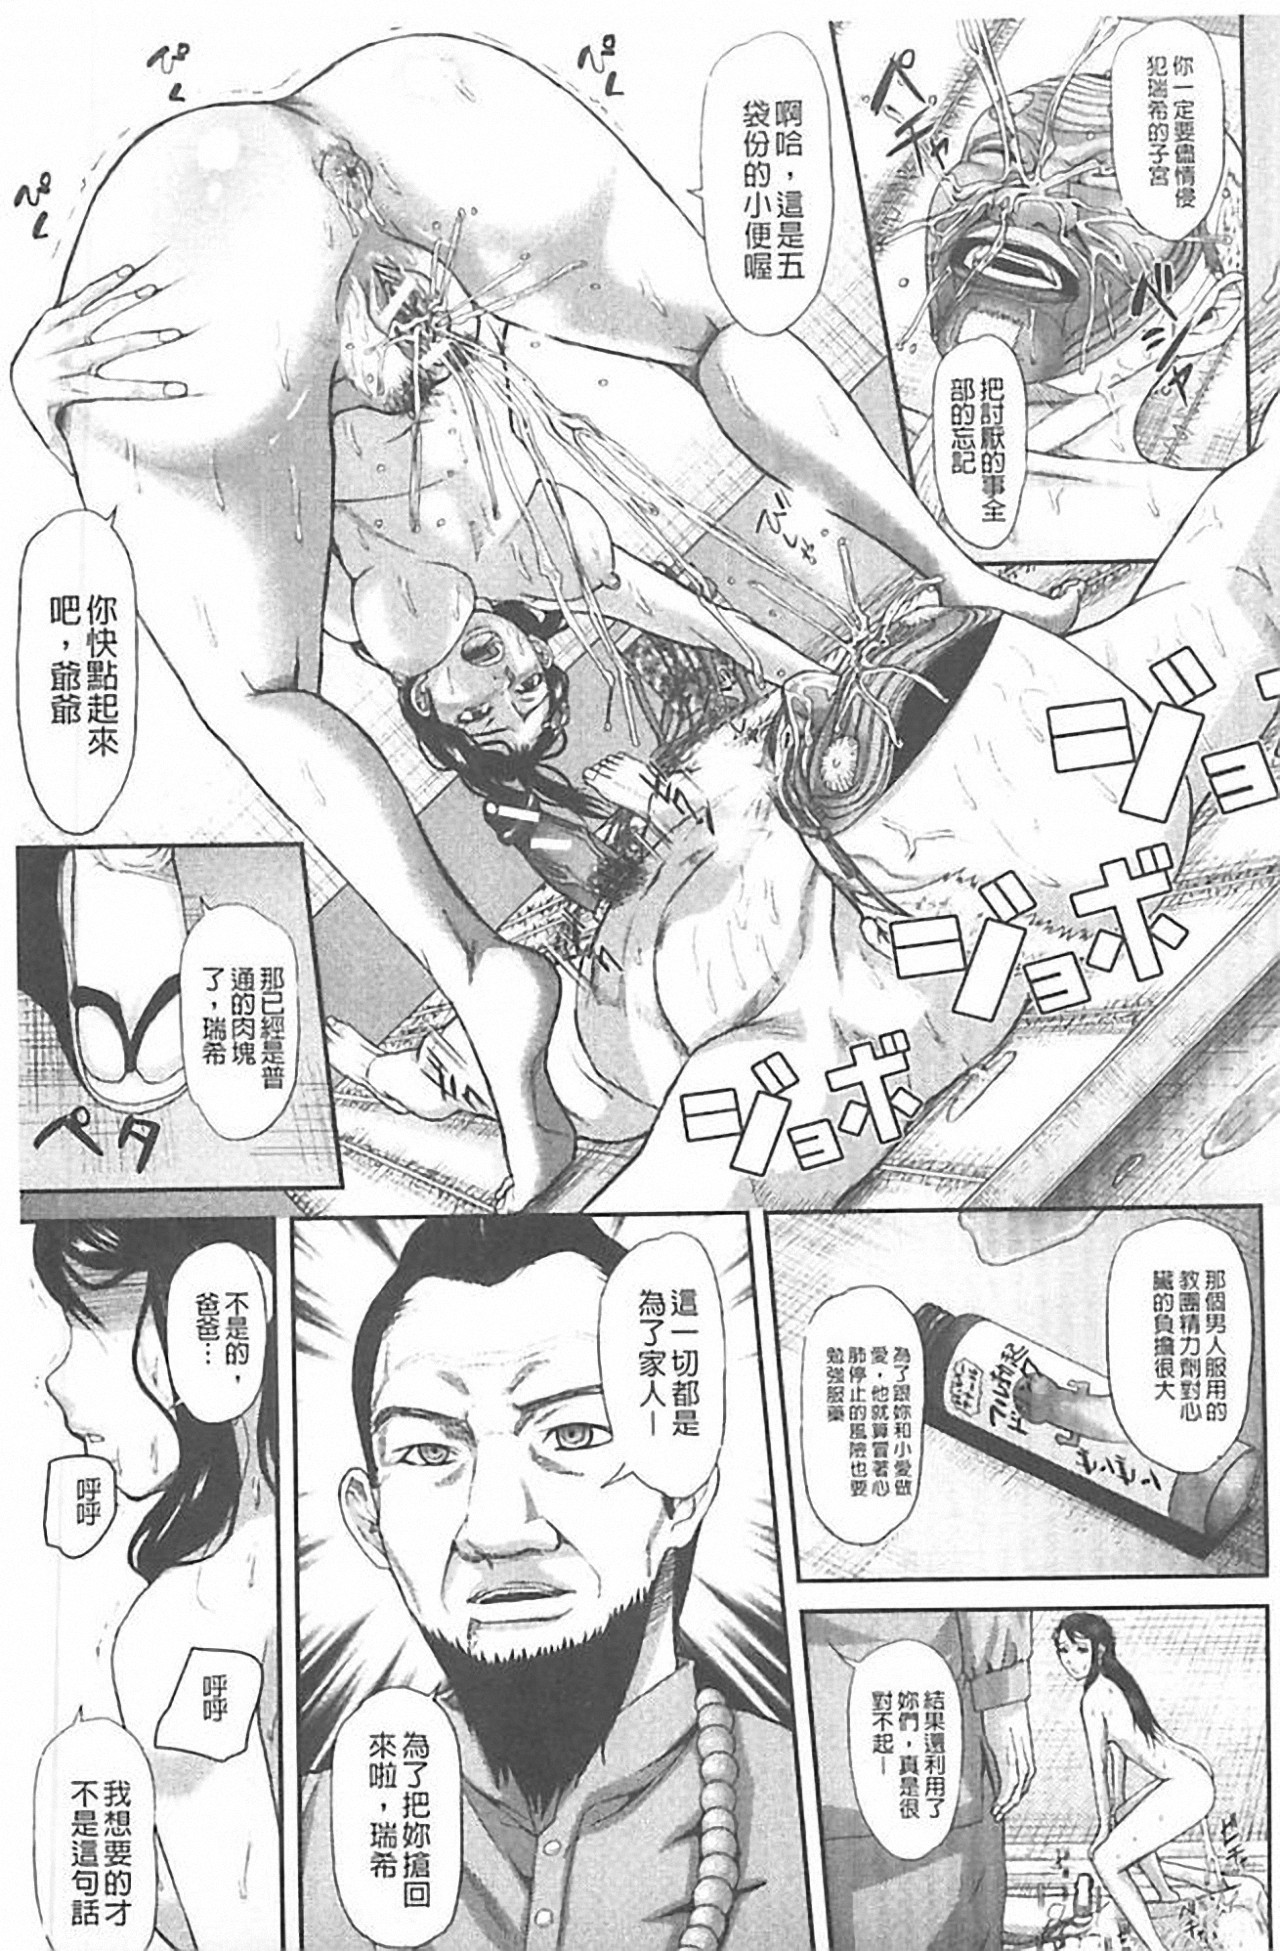 你一定要儘情侵
犯瑞希的子宮
把討厭的事全
部的忘記
啊哈，這是五
袋份的小便喔
你快點起來
吧，爺爺
那已經是普
通的肉塊
了，瑞希
ペタ
ジョボ
ジョボボ
ジョ
那個男人服用的
教團精力劑對心
臟的負擔很大
為了跟妳和小愛做
愛，他就算冒著心
肺停止的風險也要
勉強服藥
結果還利用了
妳們，真是很
對不起—
這一切都是
為了家人—
為了把妳搶回
來啦，瑞希
不是的，
爸爸…
呼呼
呼呼
我想要的才
不是這句話